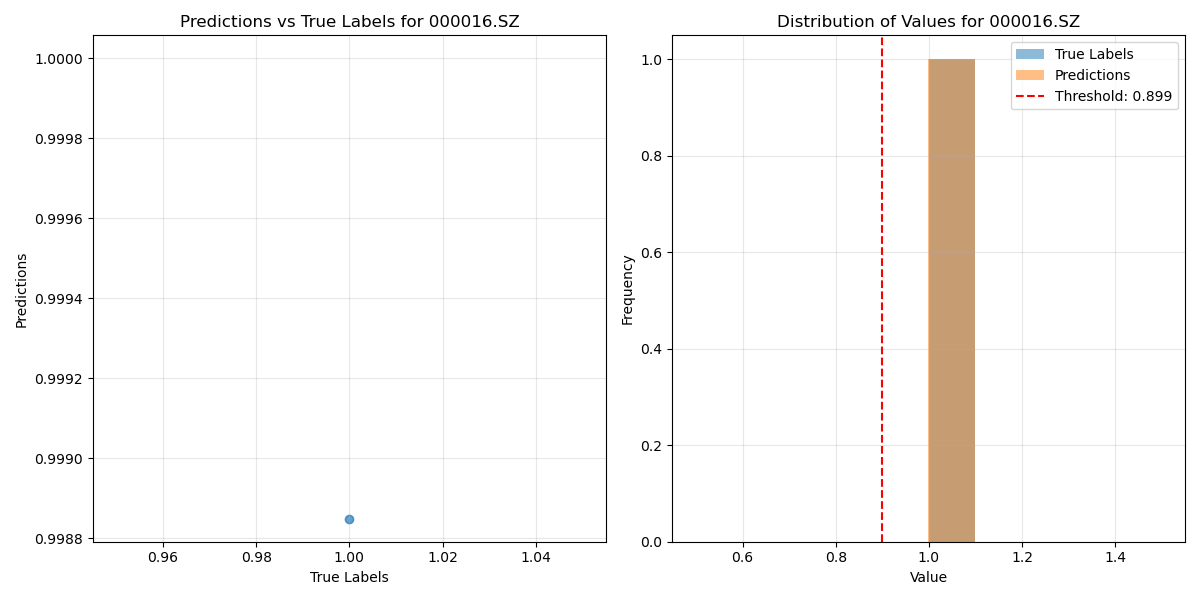 Predictions vs True Labels for 000016.SZ
1.0000
0.9998
0.9996
0.9994
0.9992
0.9990
0.9988
Predictions
0.96
0.98
1.00
1.02
1.04
True Labels
Distribution of Values for 000016.SZ
True Labels
Predictions
Threshold: 0.899
1.0
0.8
0.6
0.4
0.2
0.0
Frequency
0.6
0.8
1.0
1.2
1.4
Value